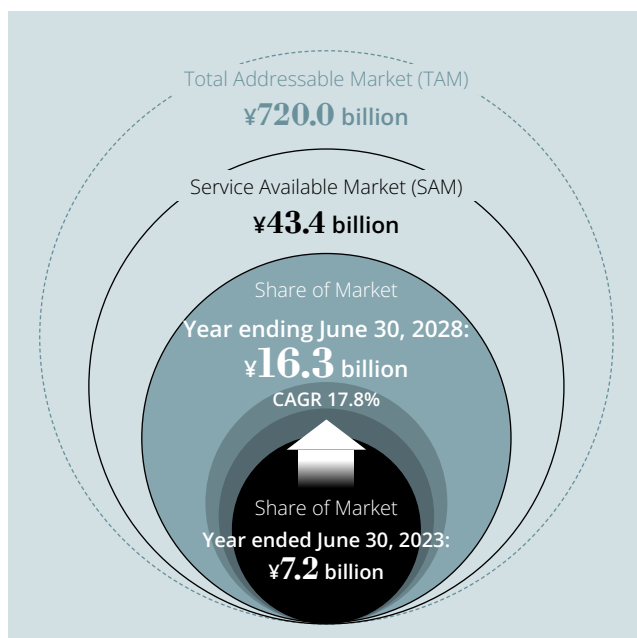 Total Addressable Market (TAM)
¥720.0 billion
Service Available Market (SAM)
¥43.4 billion
Share of Market
Year ending June 30, 2028:
¥16.3 billion
CAGR 17.8%
Share of Market
Year ended June 30, 2023:
¥7.2 billion